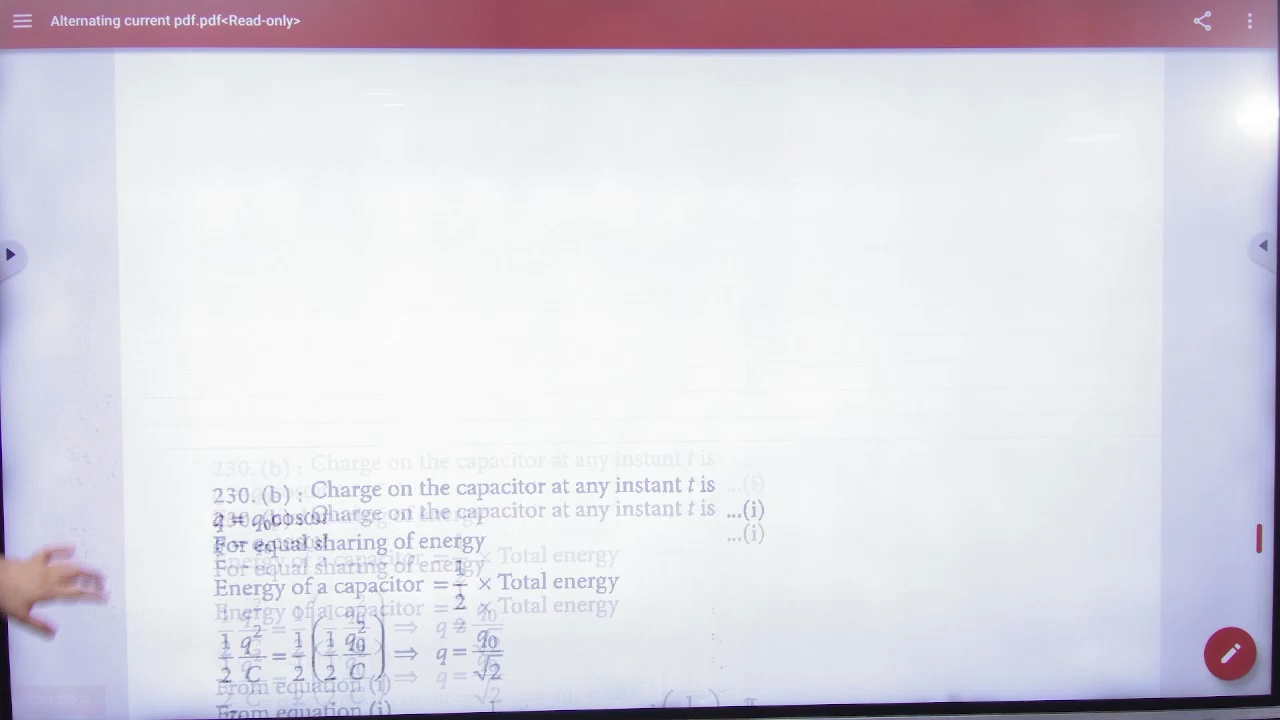 Alternating current pdf.pdf<Read-only>
230. (b) : Charge on the capacitor at any instant t is
q = q₀cosωt ...(i)
For equal sharing of energy
Energy of a capacitor = 1/2 × Total energy
1/2 q²/C = 1/2 (1/2 q₀²/C) ⇒ q = q₀/√2
From equation (i)